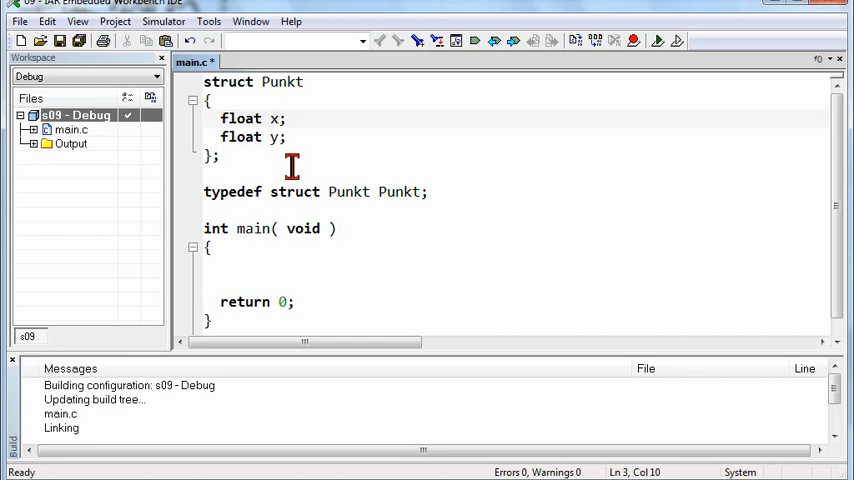 09 - IAR Embedded Workbench IDE
File Edit View Project Simulator Tools Window Help
Workspace
main.c *
f()
Debug
Files
s09 - Debug
main.c
Output
s09
struct Punkt
{
float x;
float y;
};
typedef struct Punkt Punkt;
int main( void )
{
return 0;
}
Messages File Line
Building configuration: s09 - Debug
Updating build tree...
main.c
Linking
Build
Ready Errors 0, Warnings 0 Ln 3, Col 10 System